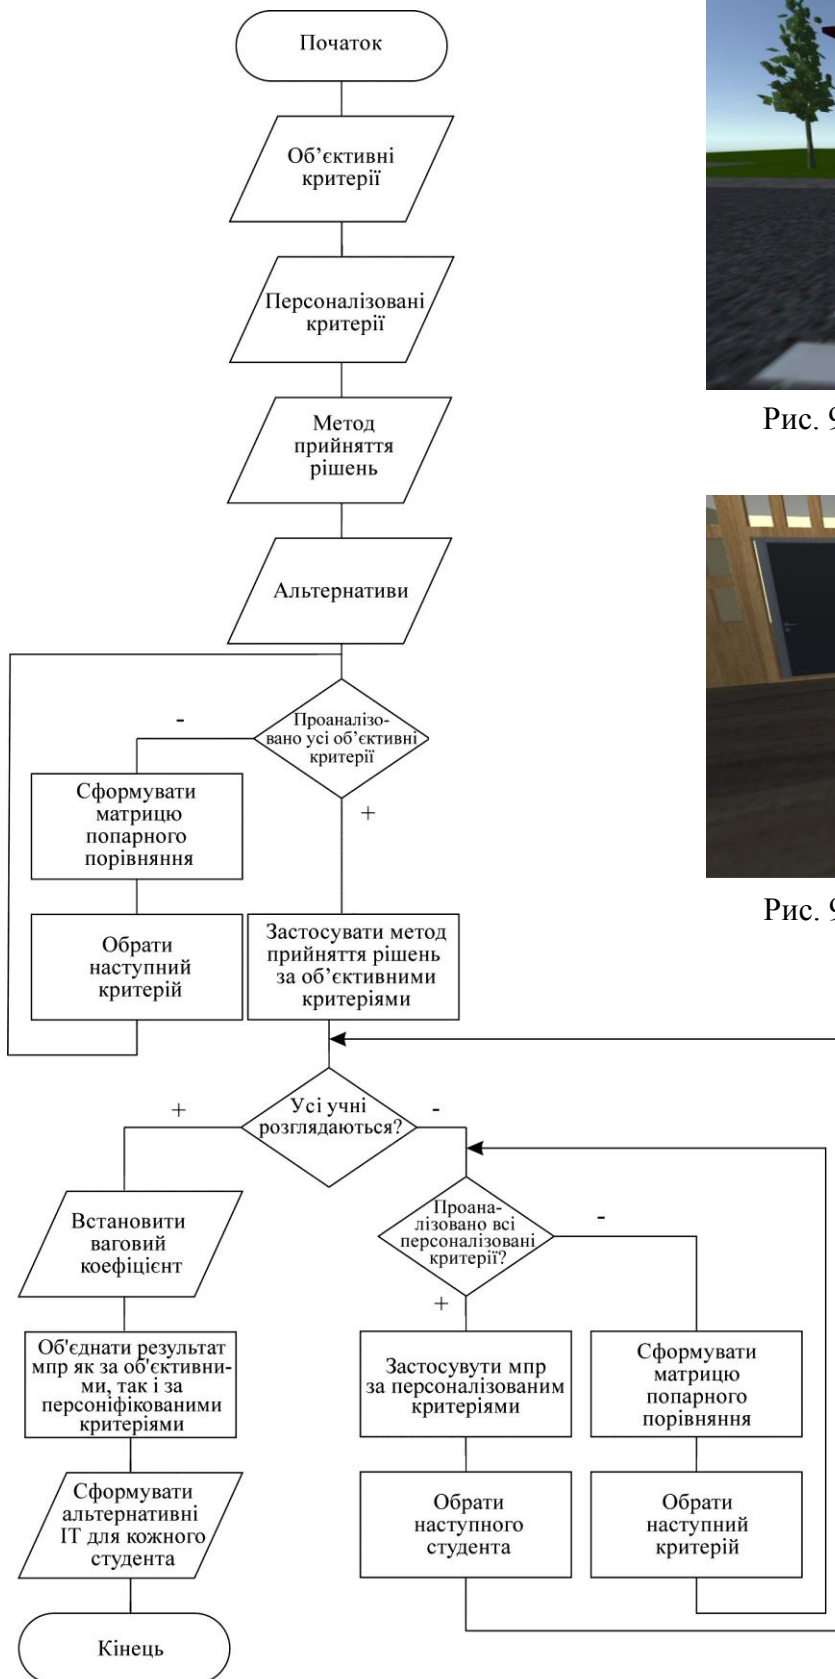 Початок
Об’єктивні
критерії
Персоналізовані
критерії
Метод
прийняття
рішень
Альтернативи
Проаналізо-
вано усі об’єктивні
критерії
-
+
Сформувати
матрицю
попарного
порівняння
Обрати
наступний
критерій
Застосувати метод
прийняття рішень
за об’єктивними
критеріями
Усі учні
розглядаються?
+
-
Встановити
ваговий
коефіцієнт
Об'єднати результат
мпр як за об'єктивни-
ми, так і за
персоніфікованими
критеріями
Сформувати
альтернативні
ІТ для кожного
студента
Кінець
Проана-
лізовано всі
персоналізовані
критерії?
-
+
Застосувути мпр
за персоналізованим
критеріями
Обрати
наступного
студента
Сформувати
матрицю
попарного
порівняння
Обрати
наступний
критерій
Рис. 9
Рис. 9